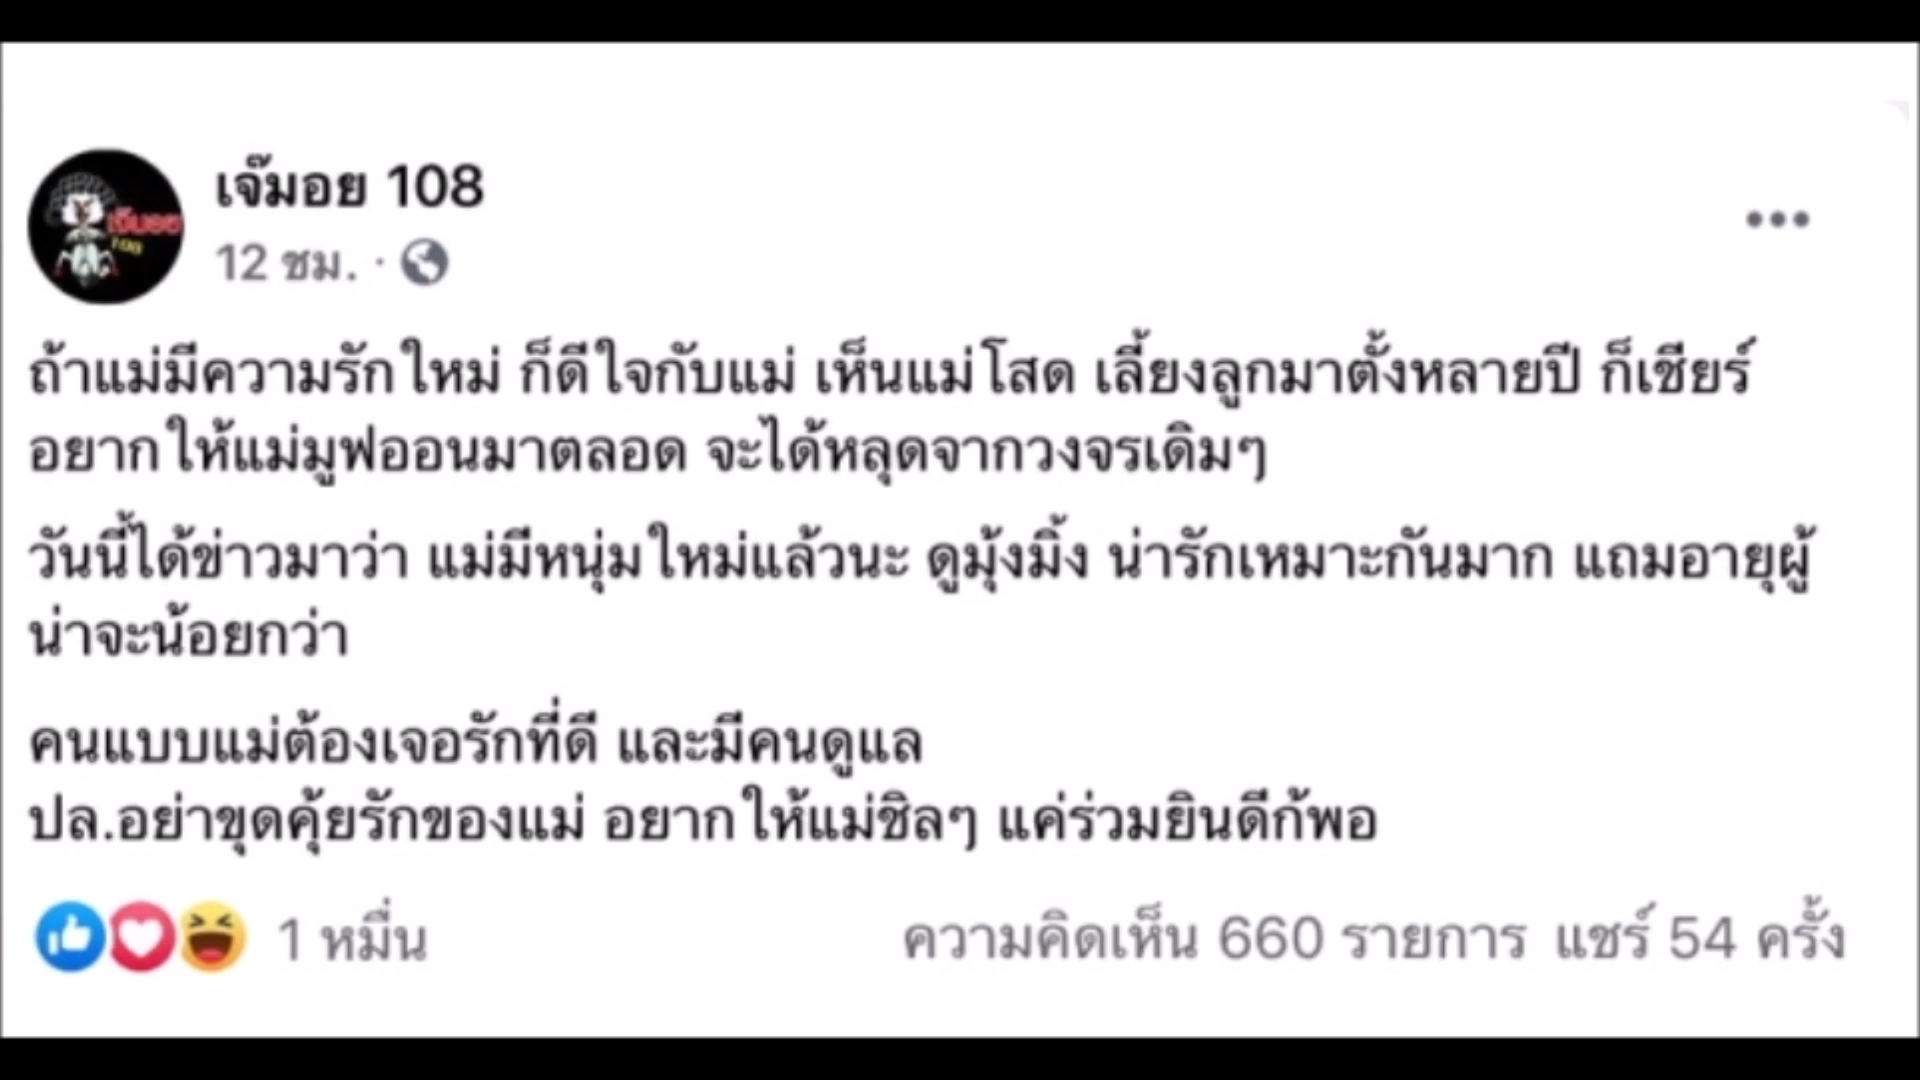 เจ๊มอย 108
12 ชม. ·
เจ๊มอย
108
ถ้าแม่มีความรักใหม่ ก็ดีใจกับแม่ เห็นแม่โสด เลี้ยงลูกมาตั้งหลายปี ก็เชียร์
อยากให้แม่มูฟออนมาตลอด จะได้หลุดจากวงจรเดิมๆ
วันนี้ได้ข่าวมาว่า แม่มีหนุ่มใหม่แล้วนะ ดูมุ้งมิ้ง น่ารักเหมาะกันมาก แถมอายุผู้
น่าจะน้อยกว่า
คนแบบแม่ต้องเจอรักที่ดี และมีคนดูแล
ปล.อย่าขุดคุ้ยรักของแม่ อยากให้แม่ชิลๆ แค่ร่วมยินดีก้พอ
1 หมื่น ความคิดเห็น 660 รายการ แชร์ 54 ครั้ง